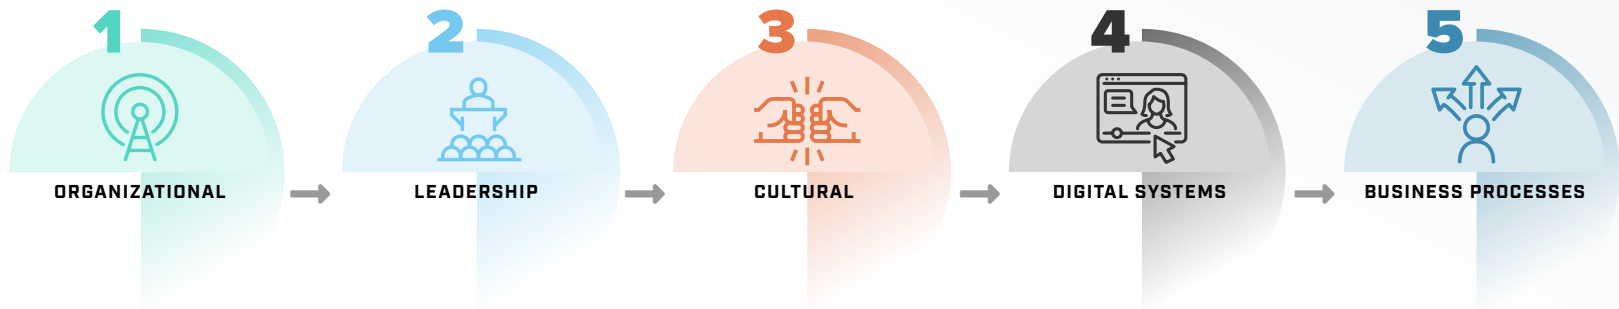 1
2
3
4
5
ORGANIZATIONAL
LEADERSHIP
CULTURAL
DIGITAL SYSTEMS
BUSINESS PROCESSES